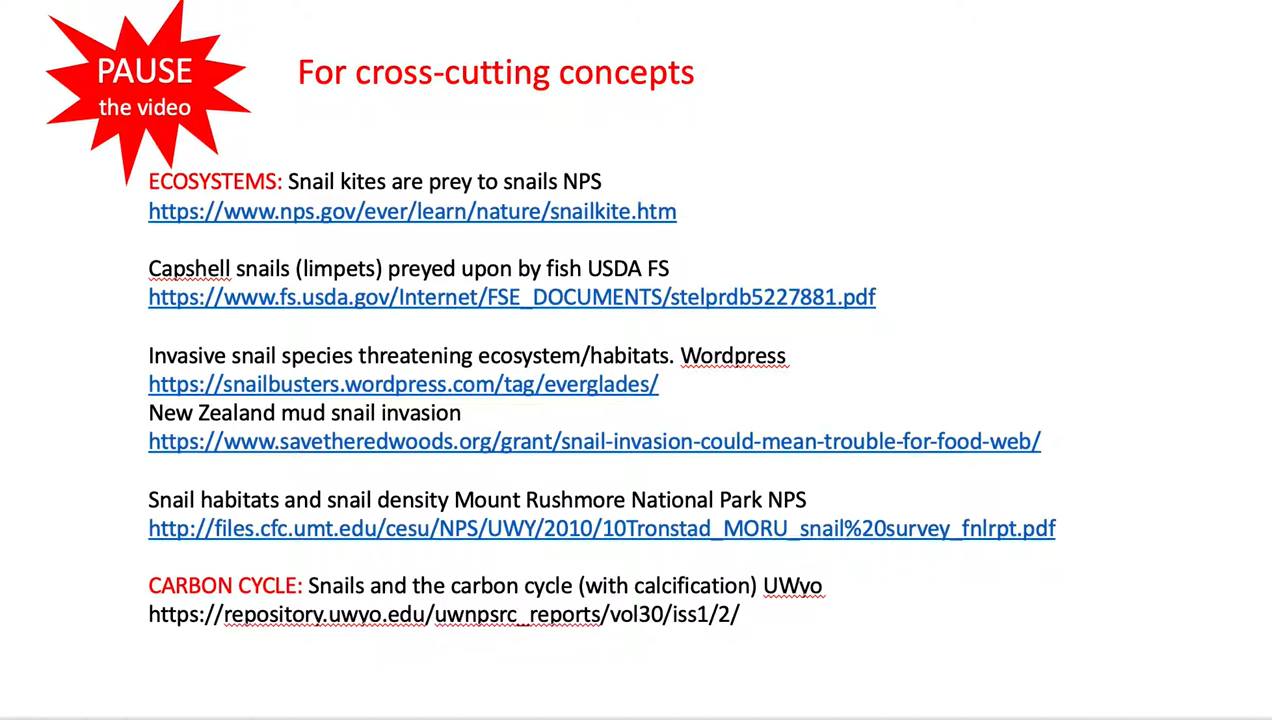 PAUSE
the video
For cross-cutting concepts
ECOSYSTEMS: Snail kites are prey to snails NPS
https://www.nps.gov/ever/learn/nature/snailkite.htm
Capshell snails (limpets) preyed upon by fish USDA FS
https://www.fs.usda.gov/Internet/FSE_DOCUMENTS/stelprdb5227881.pdf
Invasive snail species threatening ecosystem/habitats. Wordpress
https://snailbusters.wordpress.com/tag/everglades/
New Zealand mud snail invasion
https://www.savetheredwoods.org/grant/snail-invasion-could-mean-trouble-for-food-web/
Snail habitats and snail density Mount Rushmore National Park NPS
http://files.cfc.umt.edu/cesu/NPS/UWY/2010/10Tronstad_MORU_snail%20survey_fnlrpt.pdf
CARBON CYCLE: Snails and the carbon cycle (with calcification) UWyo
https://repository.uwyo.edu/uwnpsrc_reports/vol30/iss1/2/